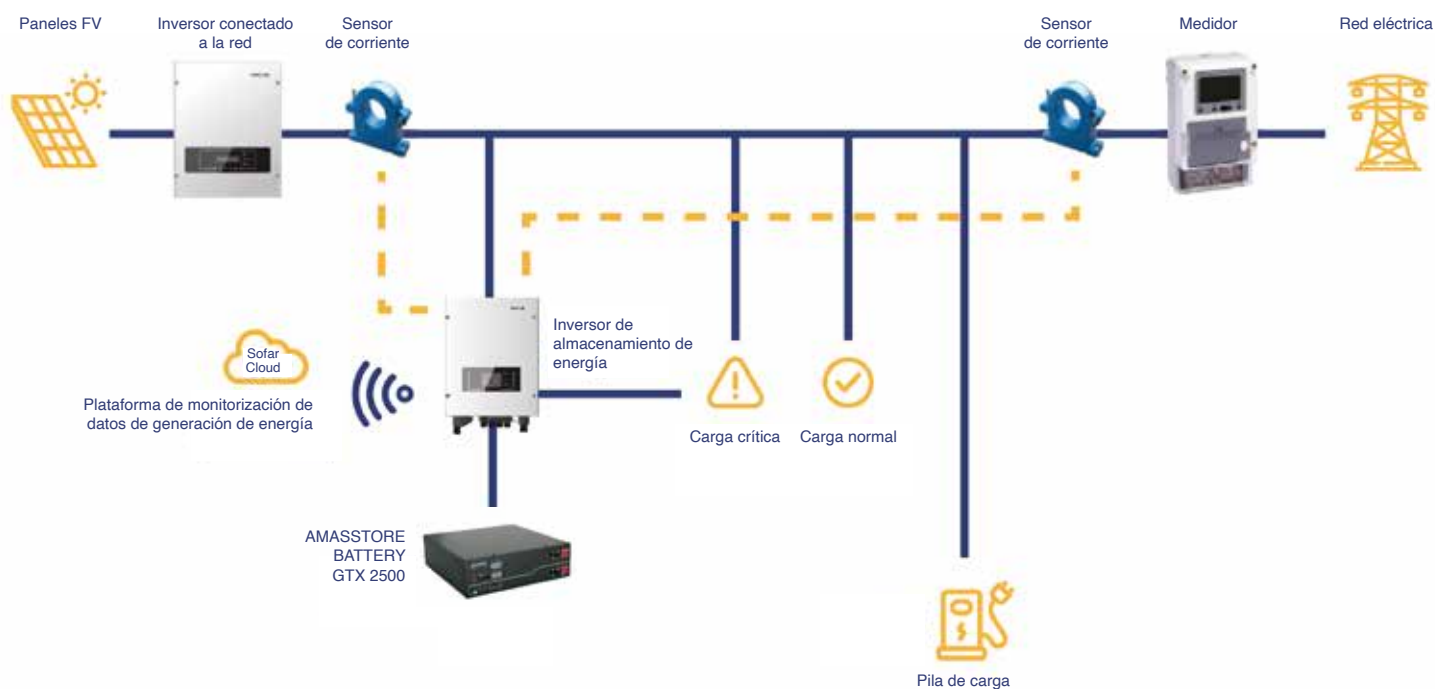 Paneles FV
Inversor conectado
a la red
Sensor
de corriente
Sensor
de corriente
Medidor
Red eléctrica
Inversor de
almacenamiento de
energía
Sofar
Cloud
Plataforma de monitorización de
datos de generación de energía
Carga crítica
Carga normal
AMASSTORE
BATTERY
GTX 2500
Pila de carga